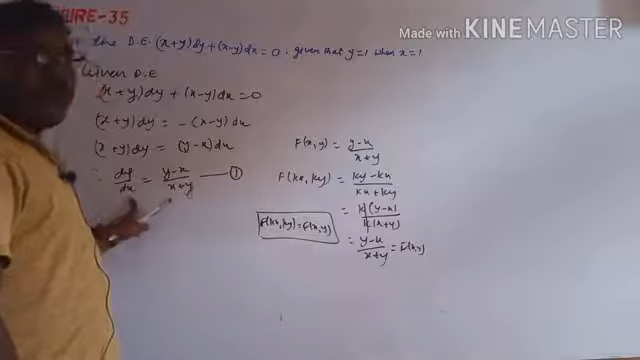 URE-35
Made with KINEMASTER
the D.E. (x+y)dy+(x-y)dx=0. given that y=1 when x=1
Given D.E
(x+y)dy + (x-y)dx=0
(x+y)dy = -(x-y)dx
(x+y)dy = (y-x)dx
∴ dy/dx = (y-x)/(x+y) —— ①
F(x,y) = (y-x)/(x+y)
F(kx, ky) = (ky-kx)/(kx+ky)
= k(y-x)/k(x+y)
F(kx,ky)=F(x,y)
= (y-x)/(x+y) = F(x,y)